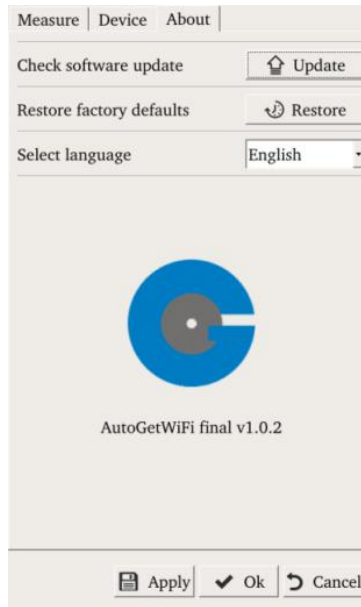 Measure Device About
Check software update Update
Restore factory defaults Restore
Select language English
AutoGetWiFi final v1.0.2
Apply Ok Cancel